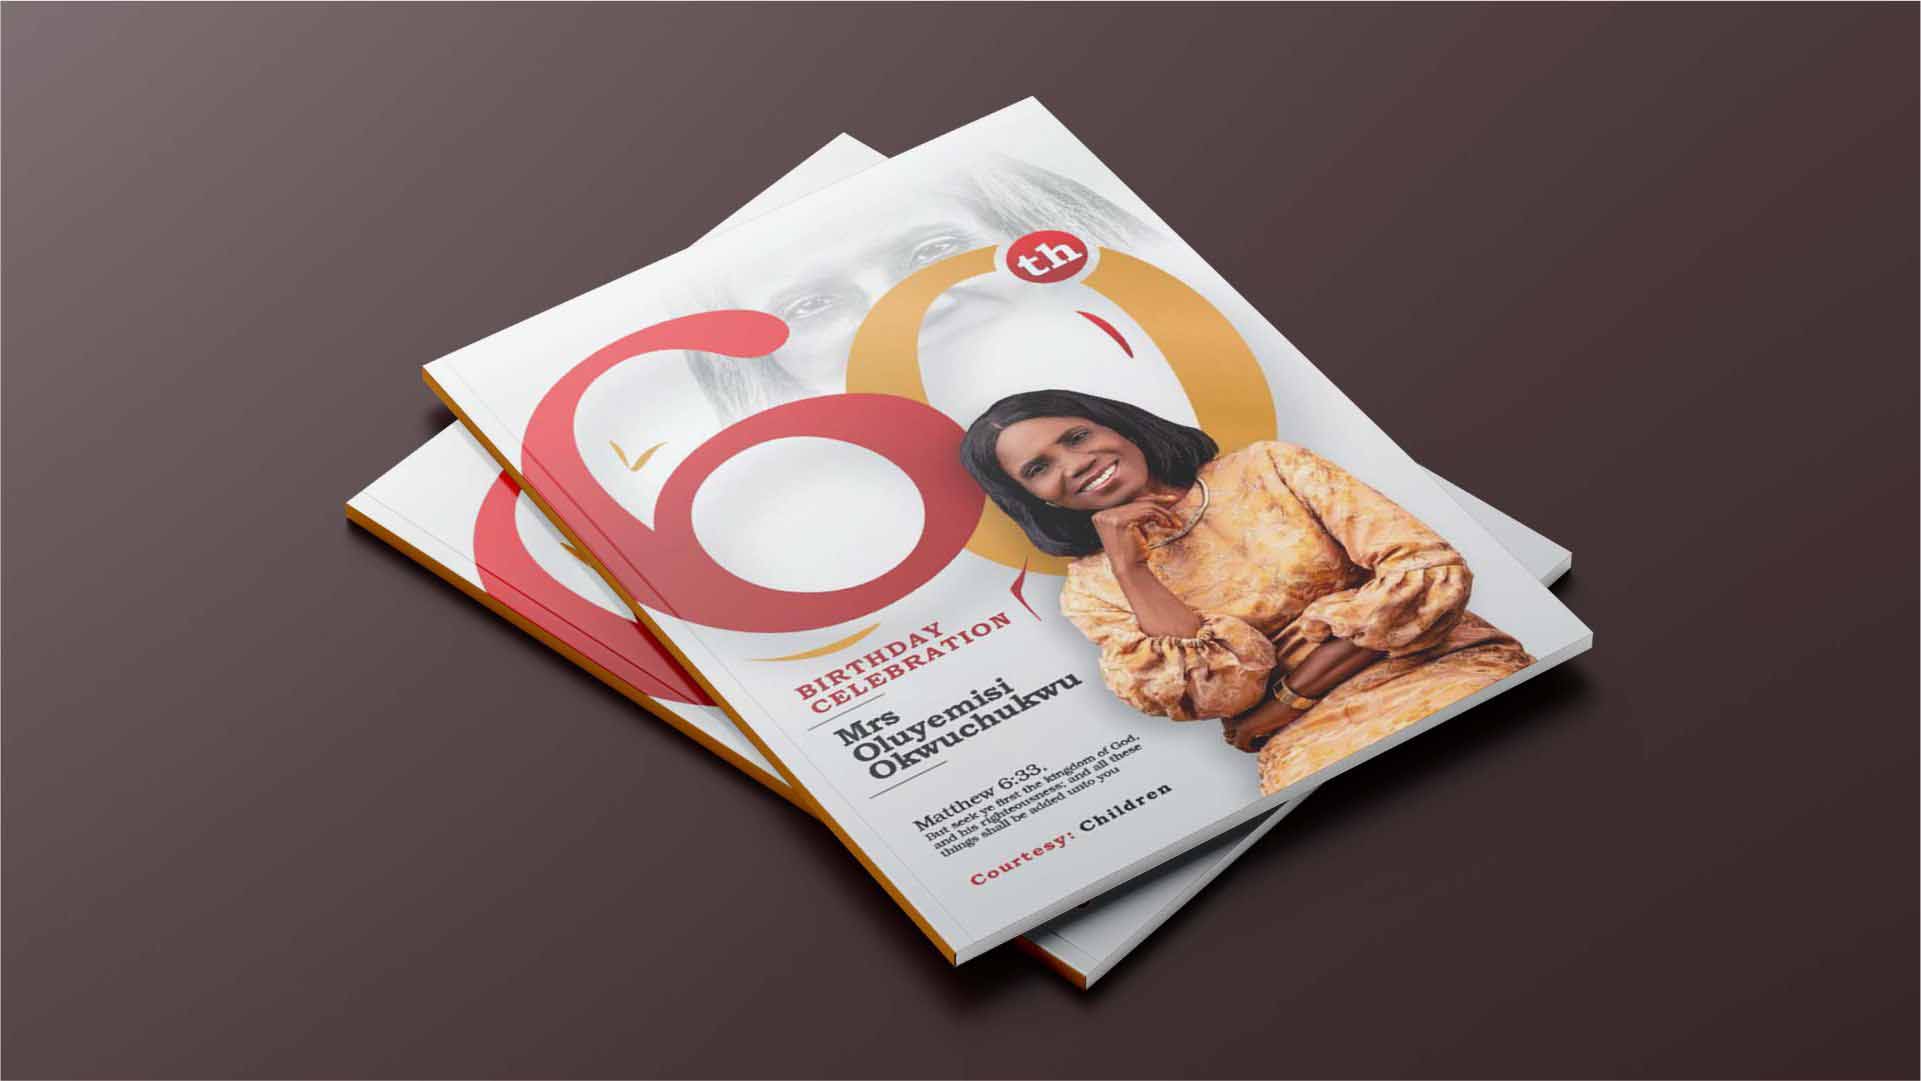 60th
BIRTHDAY
CELEBRATION
Mrs
Oluyemisi
Okwuchukwu
Matthew 6:33.
But seek ye first the kingdom of God,
and his righteousness; and all these
things shall be added unto you
Courtesy: Children